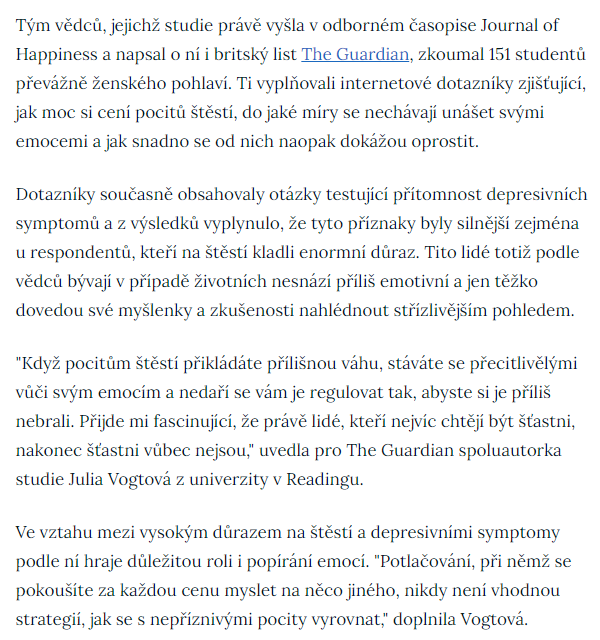 Tým vědců, jejichž studie právě vyšla v odborném časopise Journal of
Happiness a napsal o ní i britský list The Guardian, zkoumal 151 studentů
převážně ženského pohlaví. Ti vyplňovali internetové dotazníky zjišťující,
jak moc si cení pocitů štěstí, do jaké míry se nechávají unášet svými
emocemi a jak snadno se od nich naopak dokážou oprostit.
Dotazníky současně obsahovaly otázky testující přítomnost depresivních
symptomů a z výsledků vyplynulo, že tyto příznaky byly silnější zejména
u respondentů, kteří na štěstí kladli enormní důraz. Tito lidé totiž podle
vědců bývají v případě životních nesnází příliš emotivní a jen těžko
dovedou své myšlenky a zkušenosti nahlédnout střízlivějším pohledem.
"Když pocitům štěstí přikládáte přílišnou váhu, stáváte se přecitlivělými
vůči svým emocím a nedaří se vám je regulovat tak, abyste si je příliš
nebrali. Přijde mi fascinující, že právě lidé, kteří nejvíc chtějí být šťastni,
nakonec šťastni vůbec nejsou," uvedla pro The Guardian spoluautorka
studie Julia Vogtová z univerzity v Readingu.
Ve vztahu mezi vysokým důrazem na štěstí a depresivními symptomy
podle ní hraje důležitou roli i popírání emocí. "Potlačování, při němž se
pokoušíte za každou cenu myslet na něco jiného, nikdy není vhodnou
strategií, jak se s nepříznivými pocity vyrovnat," doplnila Vogtová.